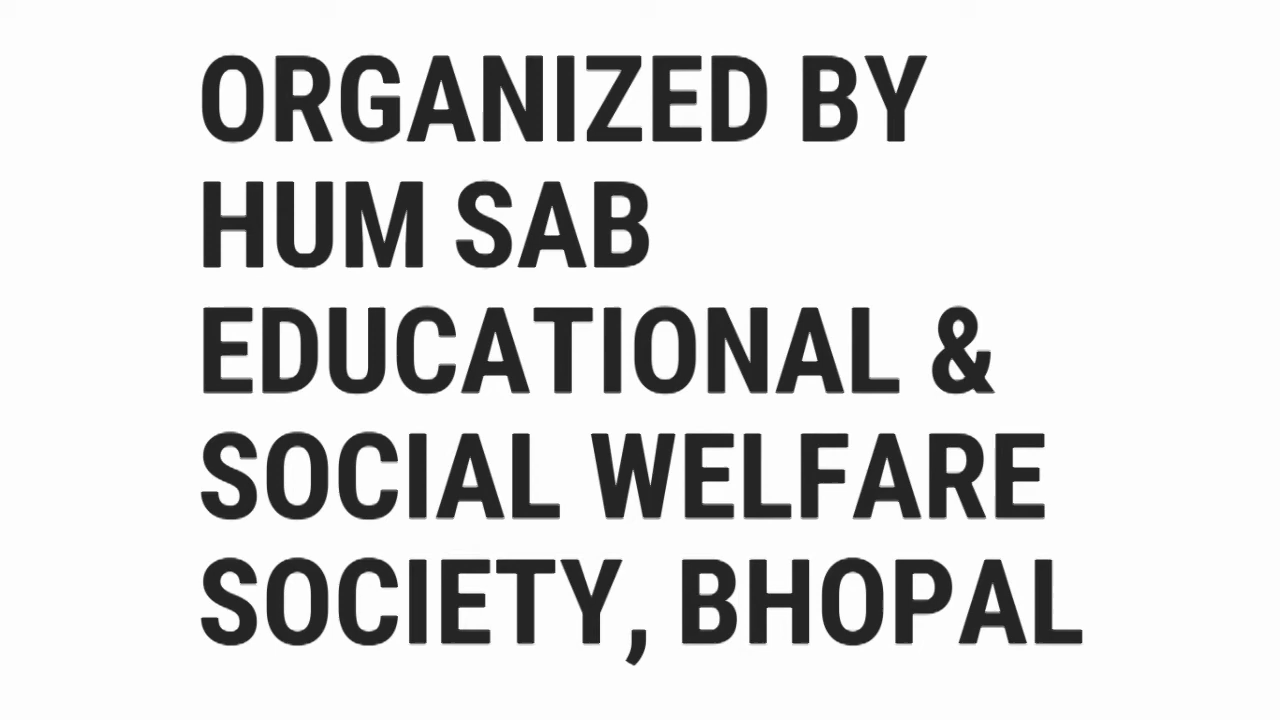 ORGANIZED BY
HUM SAB
EDUCATIONAL &
SOCIAL WELFARE
SOCIETY, BHOPAL